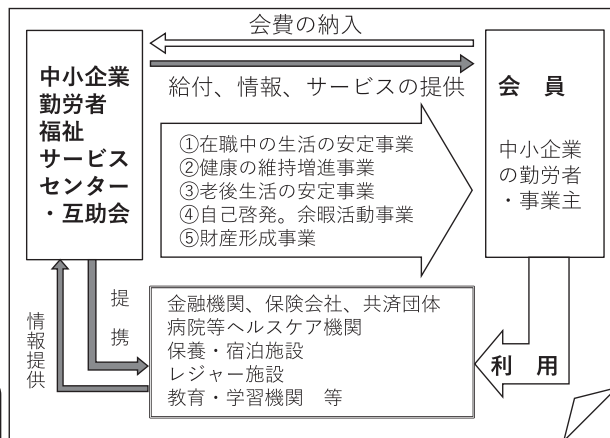 会費の納入
給付、情報、サービスの提供
中小企業
勤労者
福祉
サービス
センター
・互助会
①在職中の生活の安定事業
②健康の維持増進事業
③老後生活の安定事業
④自己啓発。余暇活動事業
⑤財産形成事業
会　員
中小企業
の勤労者
・事業主
情報提供
提携
金融機関、保険会社、共済団体
病院等ヘルスケア機関
保養・宿泊施設
レジャー施設
教育・学習機関　等
利　用